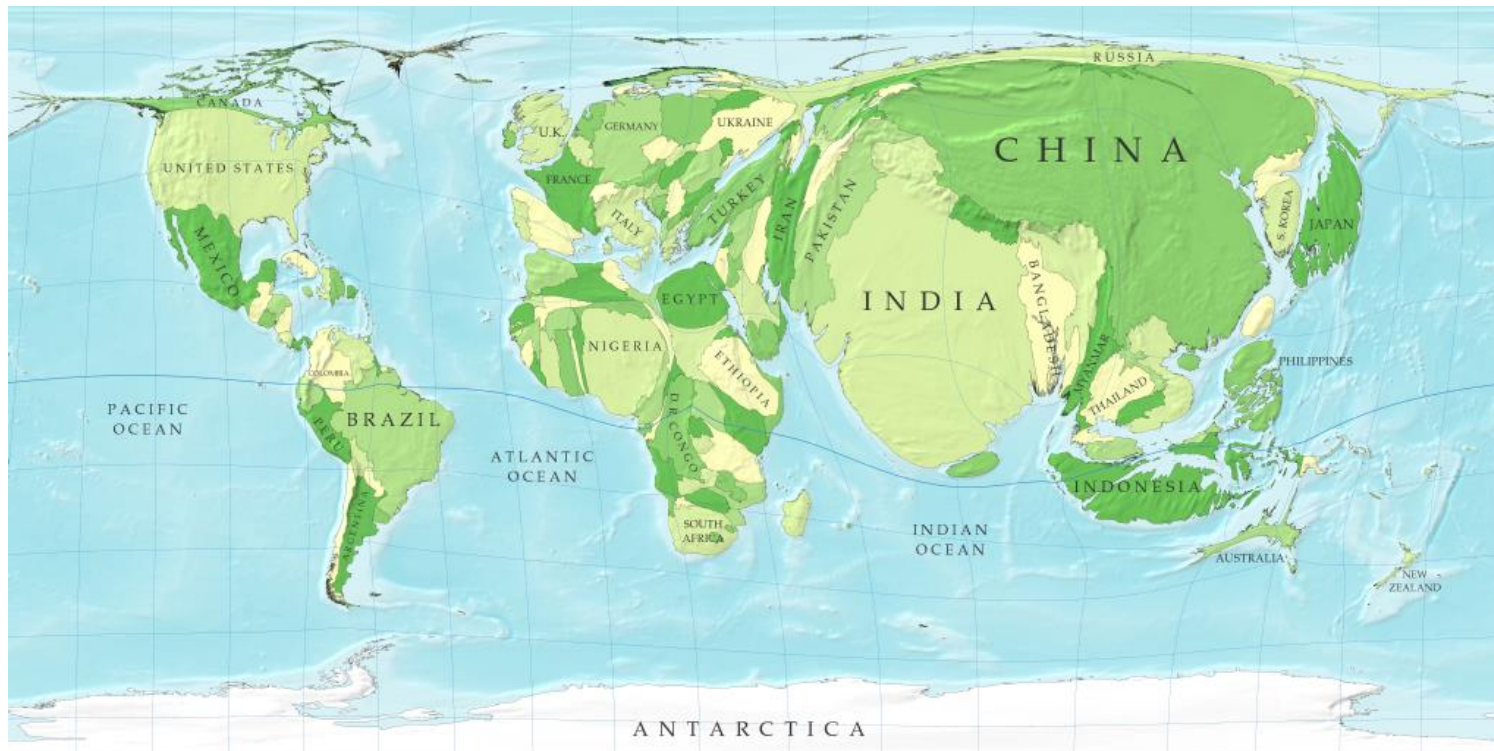 RUSSIA
CANADA
U.K.
GERMANY
UKRAINE
CHINA
UNITED STATES
FRANCE
TURKEY
PAKISTAN
ITALY
IRAN
S. KOREA
JAPAN
MEXICO
EGYPT
INDIA
BANGLADESH
NIGERIA
ETHIOPIA
MYANMAR
PHILIPPINES
COLOMBIA
THAILAND
PACIFIC
OCEAN
BRAZIL
PERU
D.R. CONGO
ATLANTIC
OCEAN
INDONESIA
ARGENTINA
SOUTH
AFRICA
INDIAN
OCEAN
AUSTRALIA
NEW
ZEALAND
ANTARCTICA